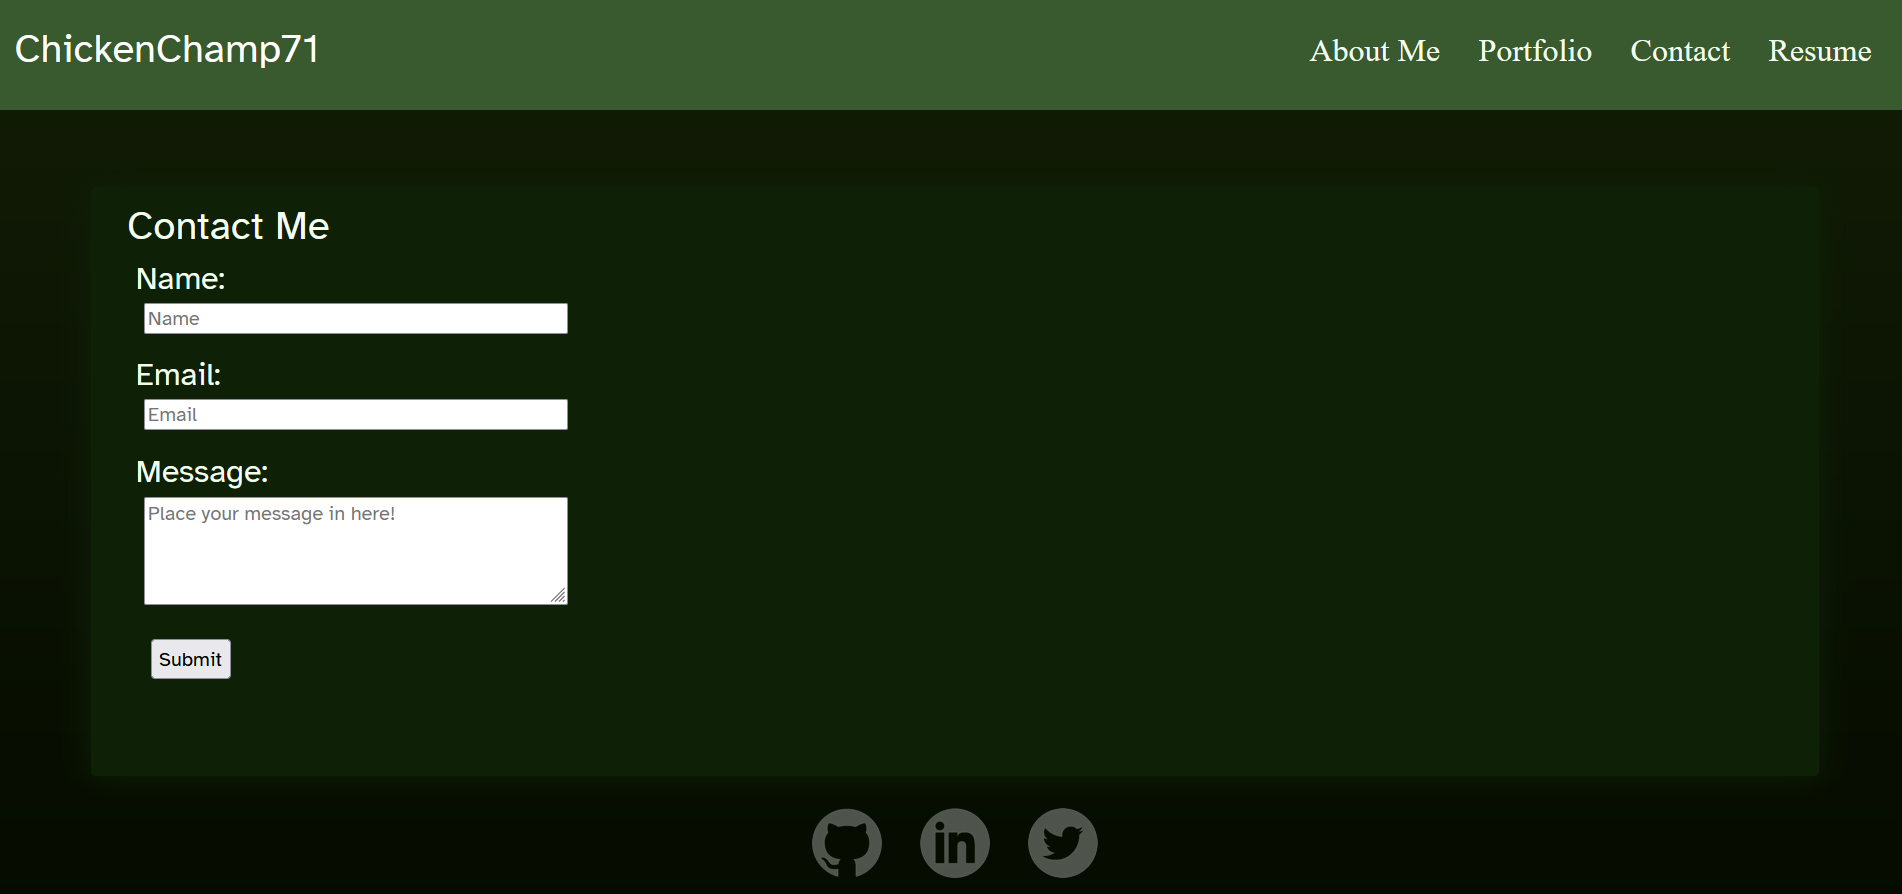 ChickenChamp71
About Me Portfolio Contact Resume
Contact Me
Name:
Name
Email:
Email
Message:
Place your message in here!
Submit
in